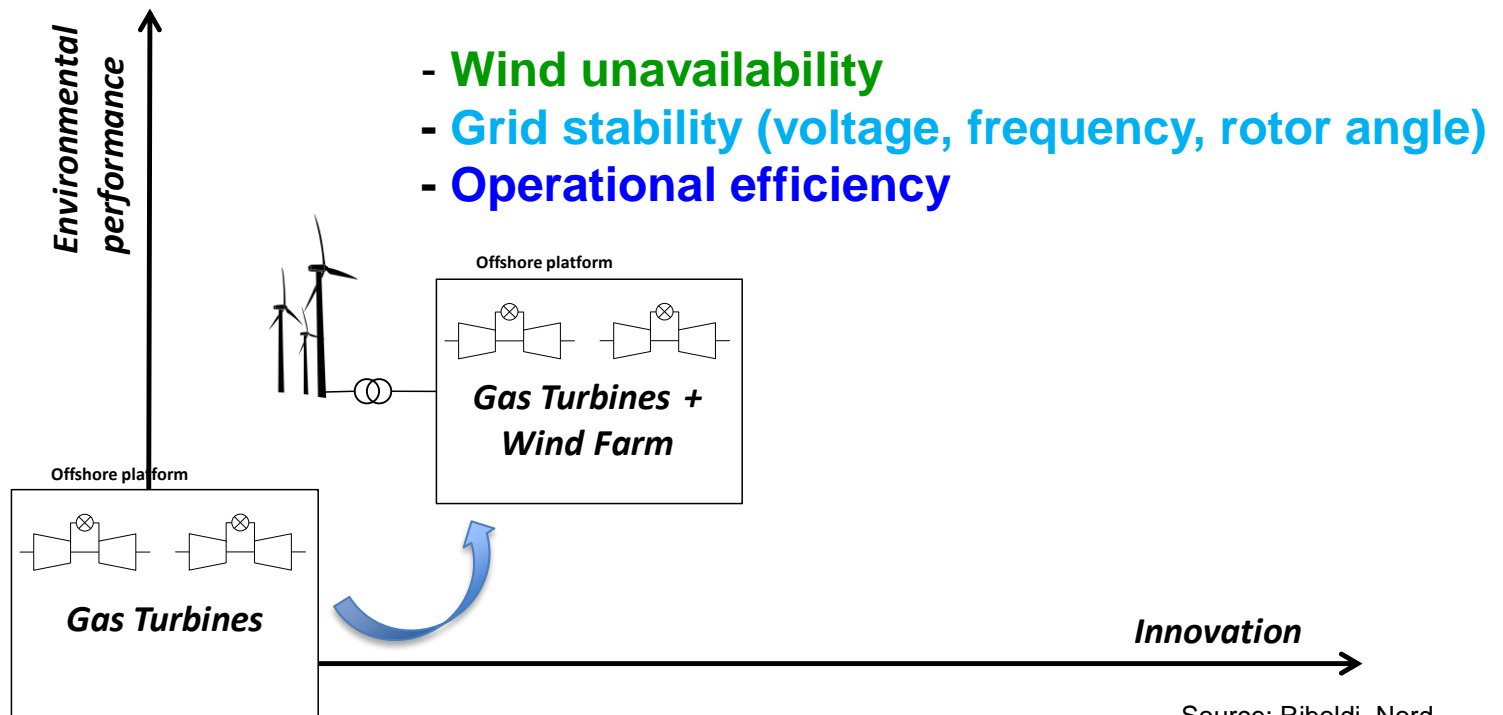 Environmental
performance
- Wind unavailability
- Grid stability (voltage, frequency, rotor angle)
- Operational efficiency
Offshore platform
Gas Turbines +
Wind Farm
Offshore platform
Gas Turbines
Innovation
Source: Riboldi, Nord